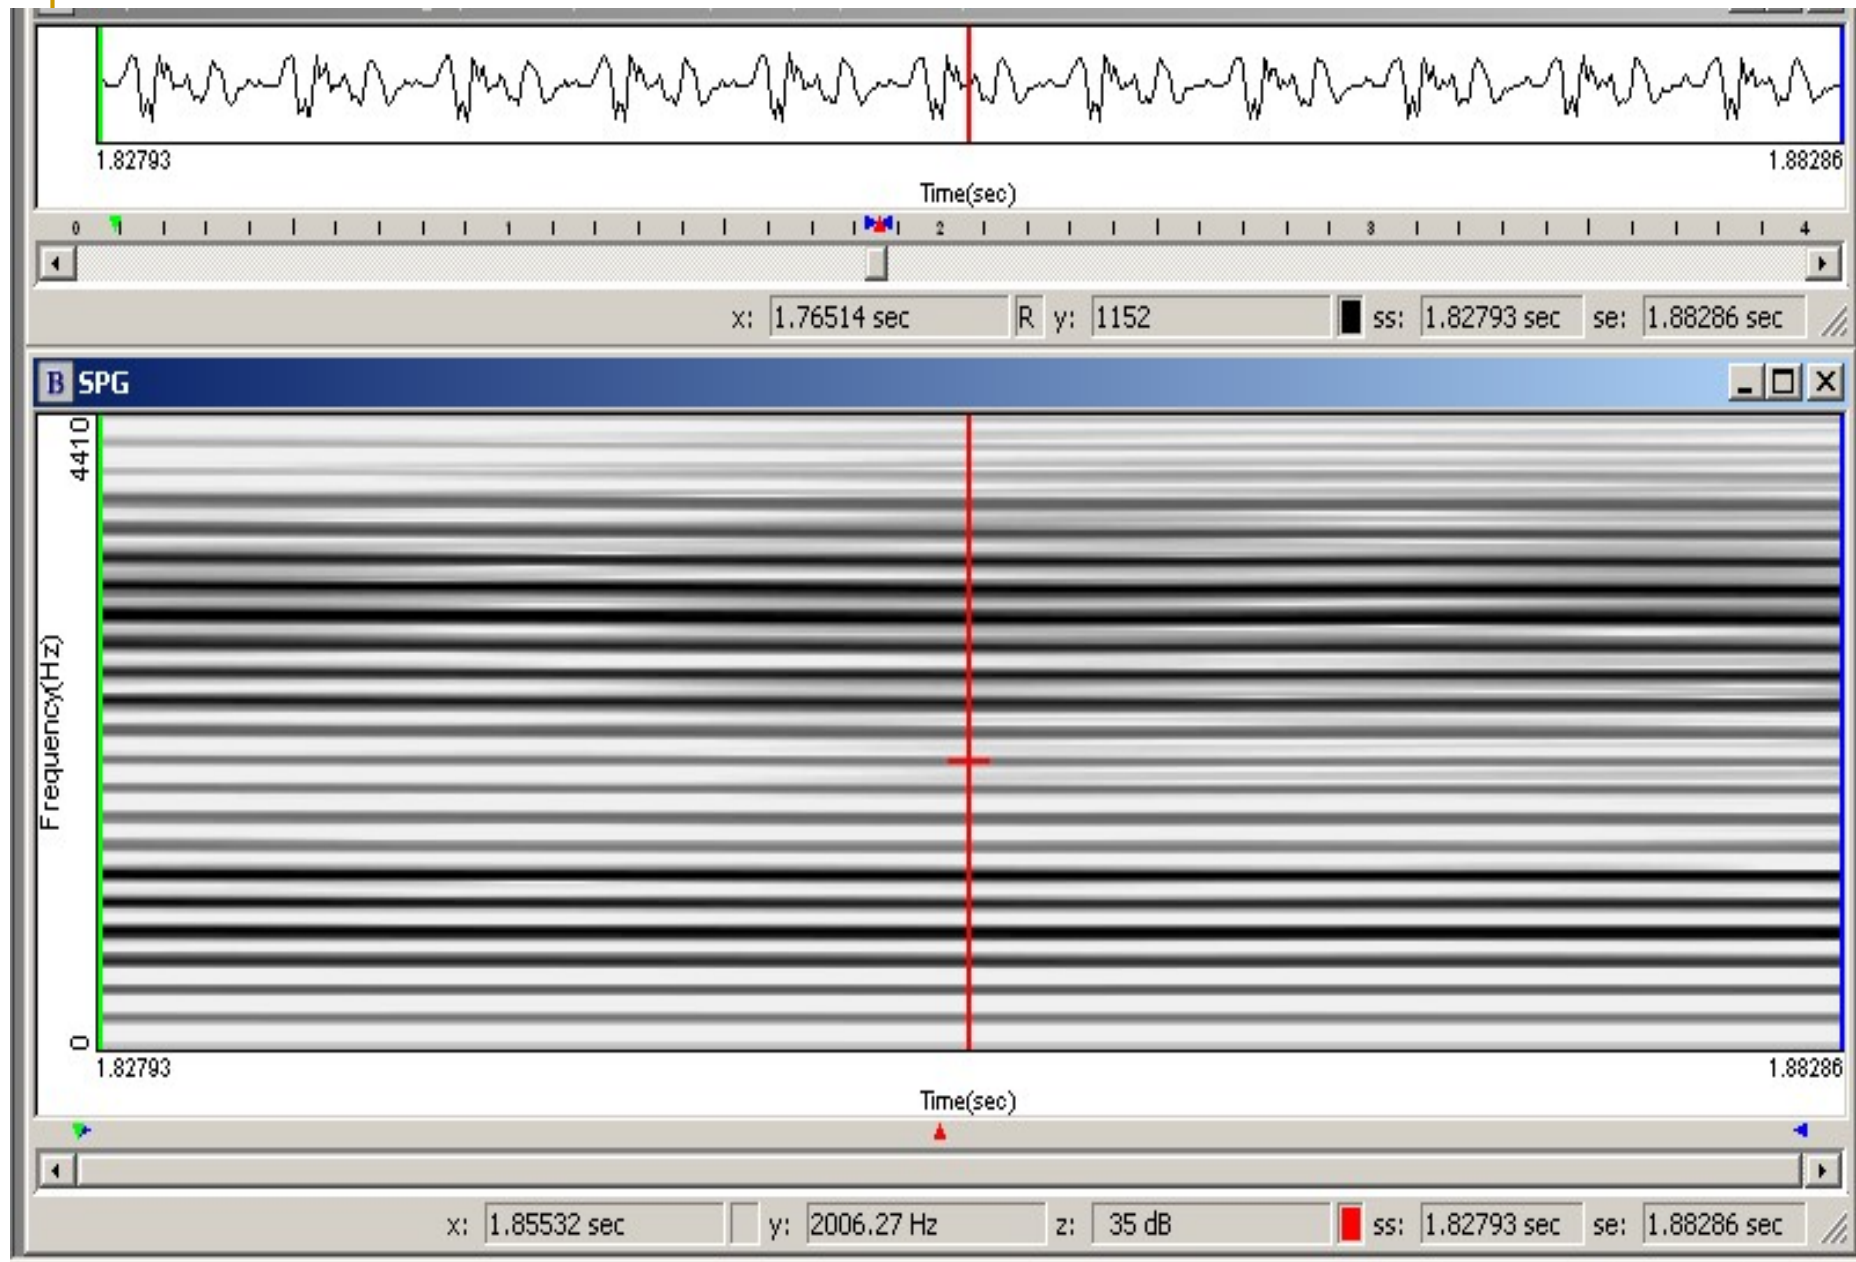 1.82793 1.88286
Time(sec)
0 1 2 3 4
x: 1.76514 sec R y: 1152 ss: 1.82793 sec se: 1.88286 sec
B SPG
4410
Frequency(Hz)
0
1.82793 1.88286
Time(sec)
x: 1.85532 sec y: 2006.27 Hz z: 35 dB ss: 1.82793 sec se: 1.88286 sec